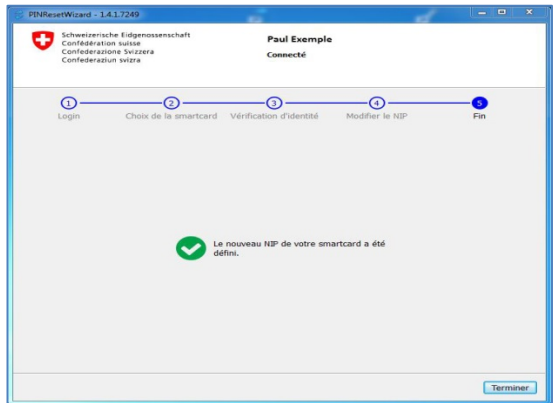 PINResetWizard - 1.4.1.7249
Schweizerische Eidgenossenschaft
Confédération suisse
Confederazione Svizzera
Confederaziun svizra
Paul Exemple
Connecté
1 2 3 4 5
Login Choix de la smartcard Vérification d'identité Modifier le NIP Fin
Le nouveau NIP de votre smartcard a été
défini.
Terminer